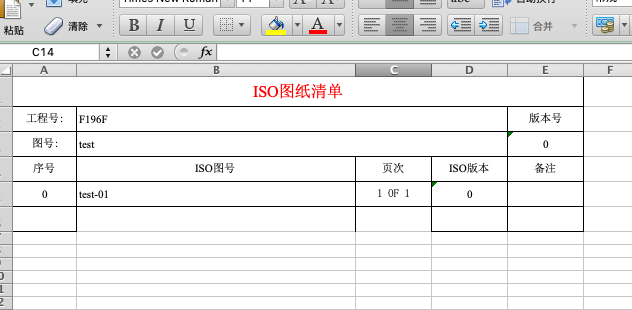 粘贴
清除
B I U
A
合并
C14
fx
A B C D E F
ISO图纸清单
工程号: F196F 版本号
图号: test 0
序号 ISO图号 页次 ISO版本 备注
0 test-01 1 OF 1 0